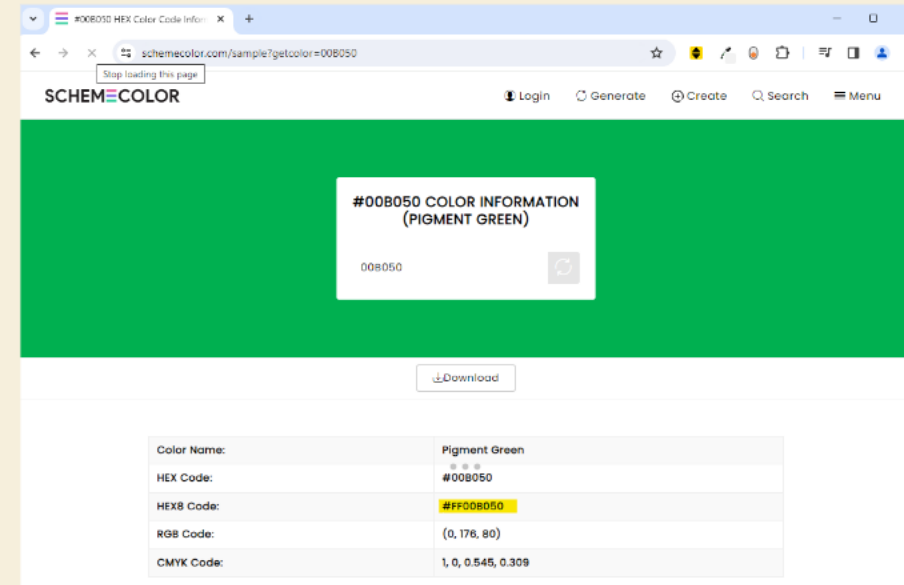 #00B050 HEX Color Code Infor
schemecolor.com/sample?getcolor=00B050
Stop loading this page
SCHEMECOLOR
Login Generate Create Search Menu
#00B050 COLOR INFORMATION
(PIGMENT GREEN)
00B050
Download
Color Name: Pigment Green
HEX Code: #00B050
HEX8 Code: #FF00B050
RGB Code: (0, 176, 80)
CMYK Code: 1, 0, 0.545, 0.309